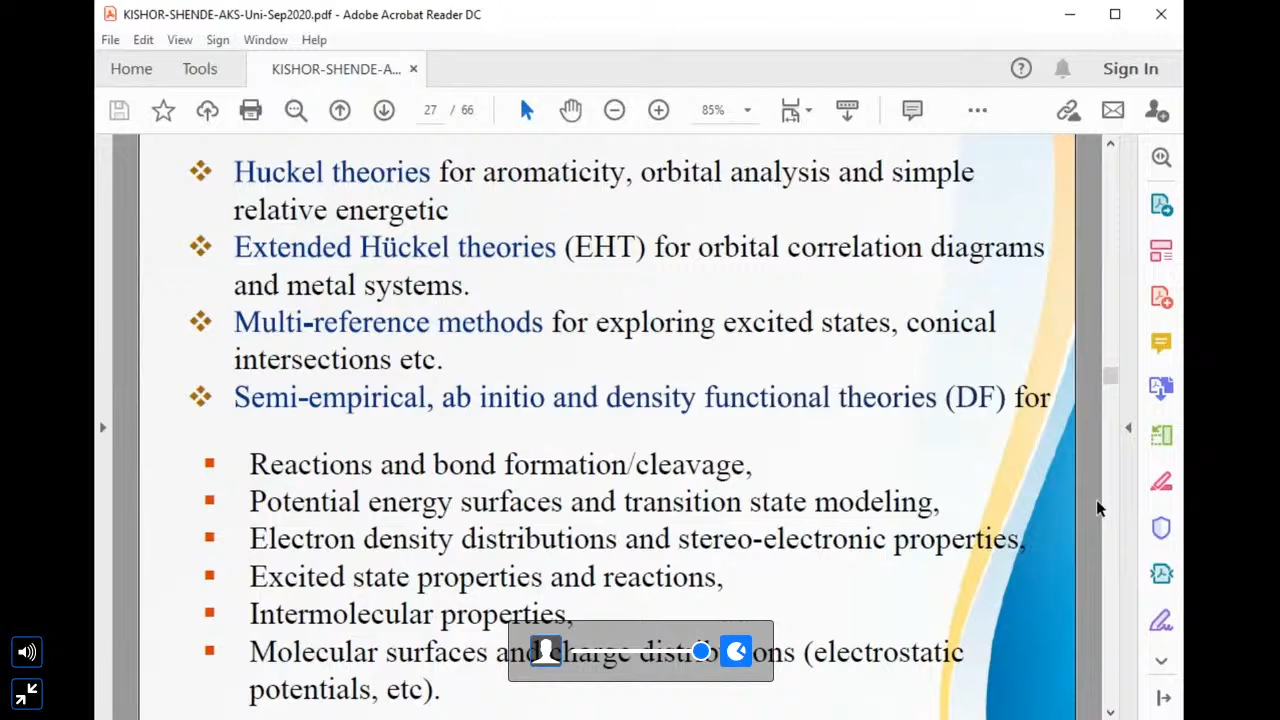 KISHOR-SHENDE-AKS-Uni-Sep2020.pdf - Adobe Acrobat Reader DC
File Edit View Sign Window Help
Home Tools KISHOR-SHENDE-A... × Sign In
27 / 66 85%
Huckel theories for aromaticity, orbital analysis and simple
relative energetic
Extended Hückel theories (EHT) for orbital correlation diagrams
and metal systems.
Multi-reference methods for exploring excited states, conical
intersections etc.
Semi-empirical, ab initio and density functional theories (DF) for
Reactions and bond formation/cleavage,
Potential energy surfaces and transition state modeling,
Electron density distributions and stereo-electronic properties,
Excited state properties and reactions,
Intermolecular properties,
Molecular surfaces and charge distributions (electrostatic
potentials, etc).